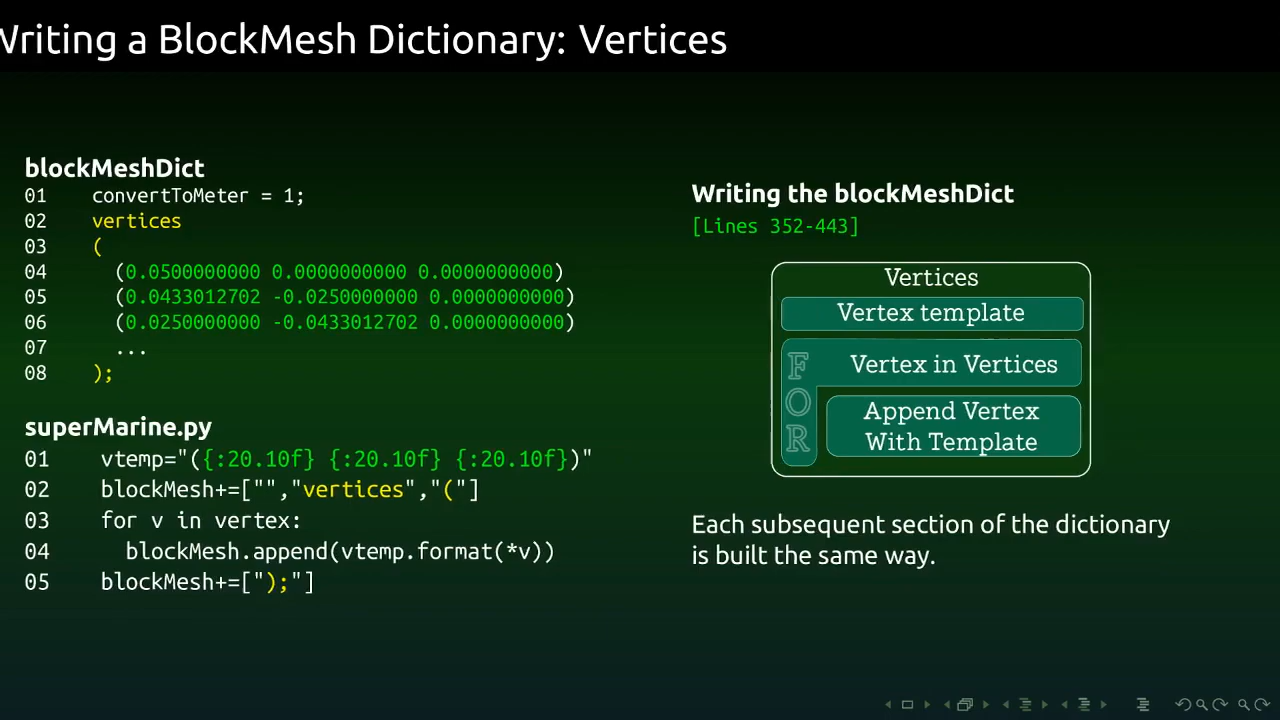 Writing a BlockMesh Dictionary: Vertices
blockMeshDict
01 convertToMeter = 1;
02 vertices
03 (
04 (0.0500000000 0.0000000000 0.0000000000)
05 (0.0433012702 -0.0250000000 0.0000000000)
06 (0.0250000000 -0.0433012702 0.0000000000)
07 ...
08 );
superMarine.py
01 vtemp="({:20.10f} {:20.10f} {:20.10f})"
02 blockMesh+=["","vertices","("]
03 for v in vertex:
04 blockMesh.append(vtemp.format(*v))
05 blockMesh+=[");"]
Writing the blockMeshDict
[Lines 352-443]
Vertices
Vertex template
FOR
Vertex in Vertices
Append Vertex
With Template
Each subsequent section of the dictionary
is built the same way.